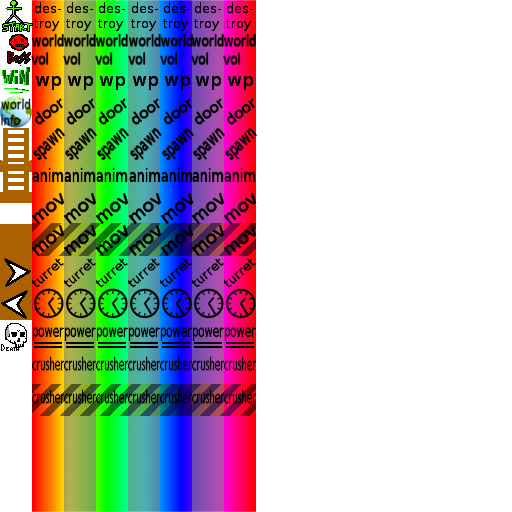 START
des- des- des- des- des- des- des-
troy troy troy troy troy troy troy
Boss
world world world world world world world
vol vol vol vol vol vol vol
WiN
wp wp wp wp wp wp wp
world
info
door door door door door door door
spawn spawn spawn spawn spawn spawn spawn
anim anim anim anim anim anim anim
mov mov mov mov mov mov mov
mov mov mov mov mov mov mov
turret turret turret turret turret turret turret
power power power power power power power
Death
crusher crusher crusher crusher crusher crusher crusher
crusher crusher crusher crusher crusher crusher crusher